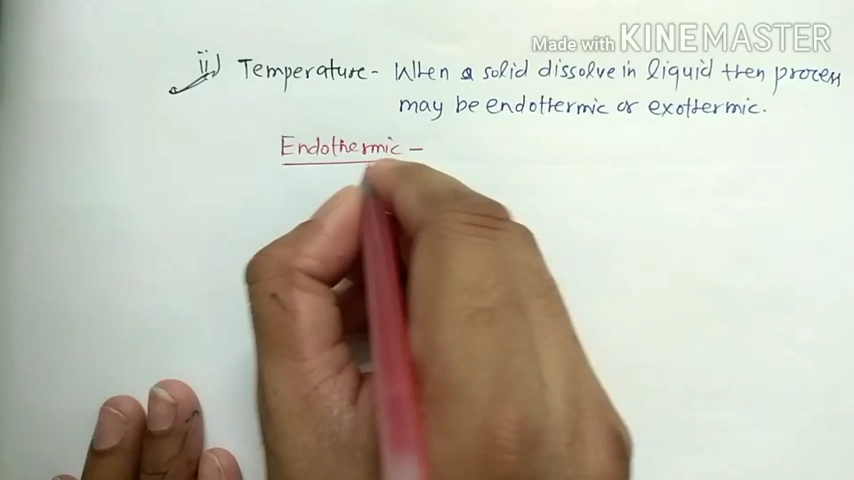 Made with KINEMASTER
ii) Temperature - When a solid dissolve in liquid then process
may be endothermic or exothermic.
Endothermic -